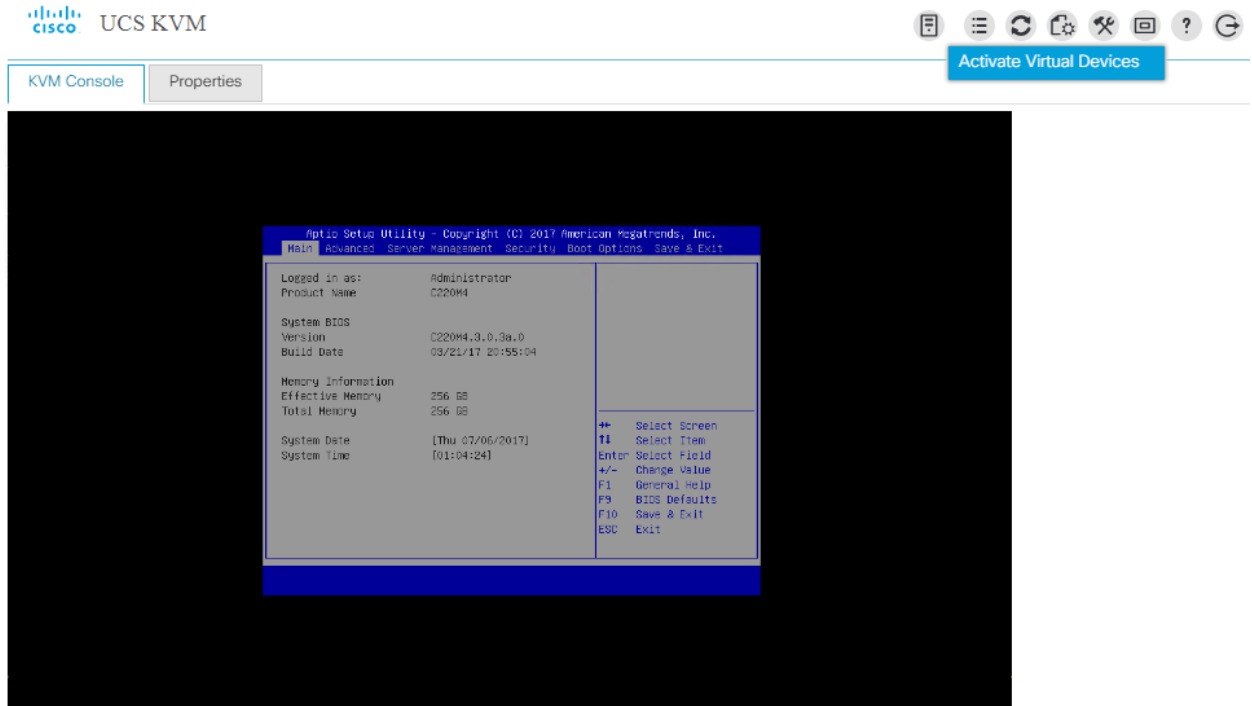 CISCO. UCS KVM
?
Activate Virtual Devices
KVM Console Properties
Aptio Setup Utility - Copyright (C) 2017 American Megatrends, Inc.
Main Advanced Server Management Security Boot Options Save & Exit
Logged in as: Administrator
Product Name C220M4
System BIOS
Version C220M4.3.0.3a.0
Build Date 03/21/17 20:55:04
Memory Information
Effective Memory 256 GB
Total Memory 256 GB
System Date [Thu 07/06/2017]
System Time [01:04:24]
→← Select Screen
↑↓ Select Item
Enter Select Field
+/- Change Value
F1 General Help
F9 BIOS Defaults
F10 Save & Exit
ESC Exit